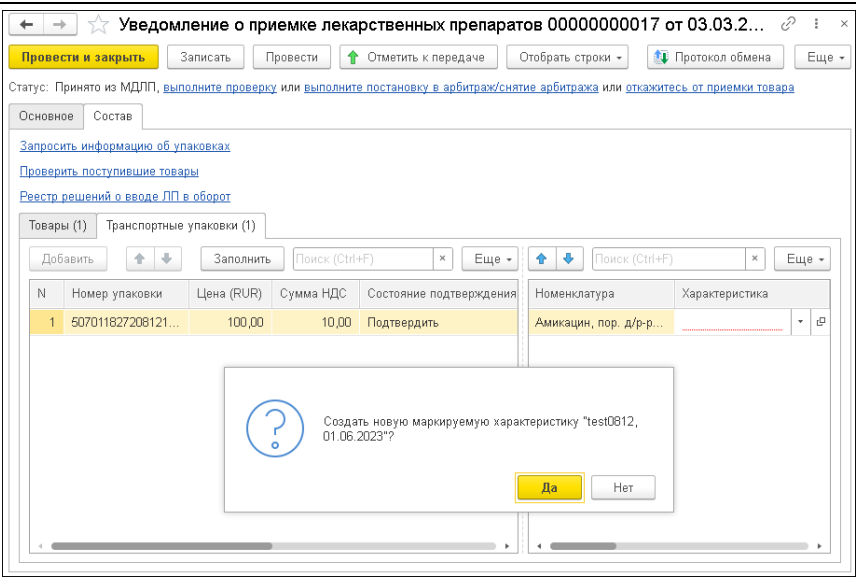 Уведомление о приемке лекарственных препаратов 00000000017 от 03.03.2...
Провести и закрыть Записать Провести Отметить к передаче Отобрать строки Протокол обмена Еще
Статус: Принято из МДЛП, выполните проверку или выполните постановку в арбитраж/снятие арбитража или откажитесь от приемки товара
Основное Состав
Запросить информацию об упаковках
Проверить поступившие товары
Реестр решений о вводе ЛП в оборот
Товары (1) Транспортные упаковки (1)
Добавить Заполнить Поиск (Ctrl+F) × Еще Поиск (Ctrl+F) × Еще
N Номер упаковки Цена (RUR) Сумма НДС Состояние подтверждения Номенклатура Характеристика
1 507011827208121... 100,00 10,00 Подтвердить Амикацин, пор. д/р-р...
Создать новую маркируемую характеристику "test0812,
01.06.2023"?
Да Нет